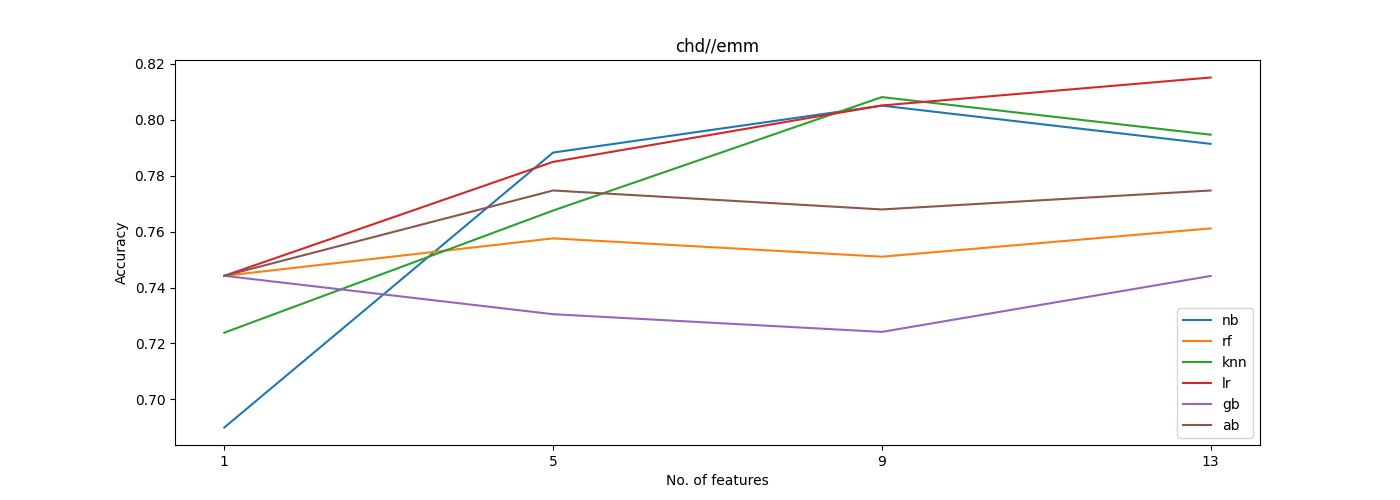 chd//emm
0.82
0.80
0.78
0.76
0.74
0.72
0.70
Accuracy
1 5 9 13
No. of features
nb
rf
knn
lr
gb
ab